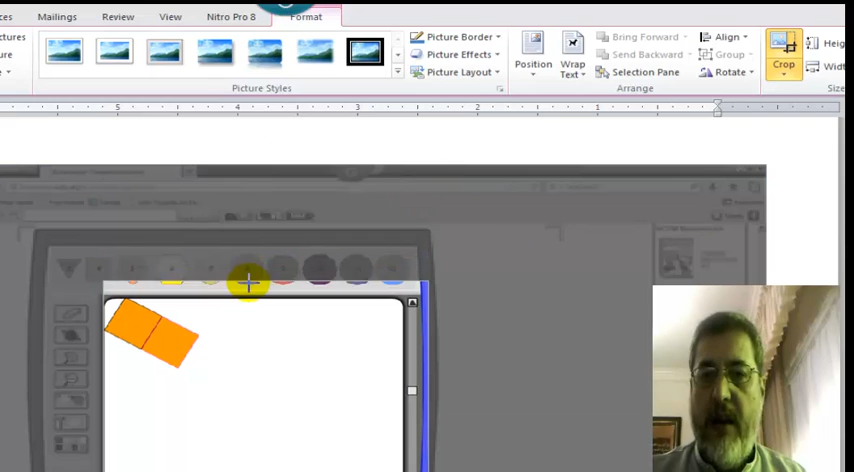 ces Mailings Review View Nitro Pro 8 Format
ctures Picture Border Bring Forward Align Heig
ure Picture Effects Position Wrap Text Send Backward Group Crop Widt
Picture Layout Selection Pane Rotate
Picture Styles Arrange Size
5 4 3 2 1